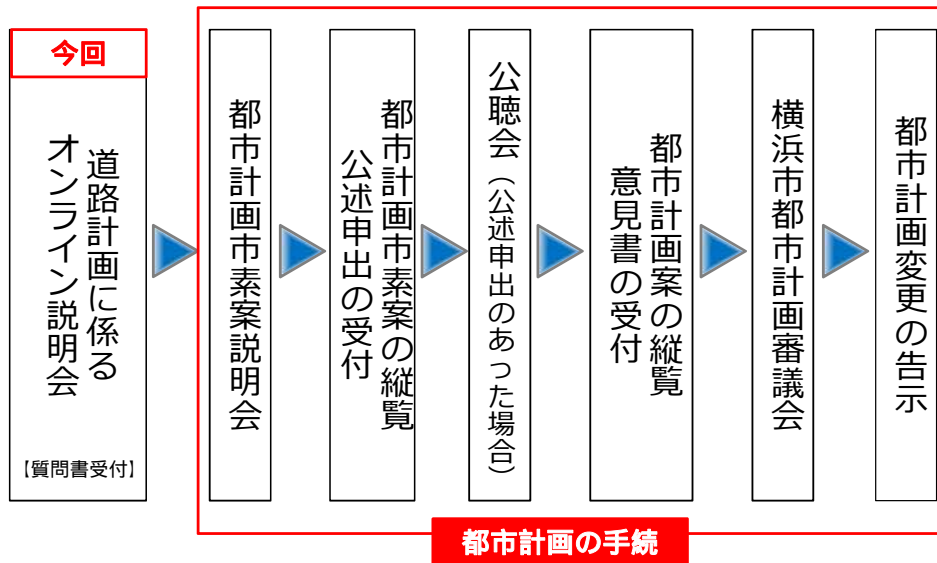 今回
道路計画に係る
オンライン説明会
【質問書受付】
都市計画市素案説明会
都市計画市素案の縦覧
公述申出の受付
公聴会（公述申出のあった場合）
都市計画案の縦覧
意見書の受付
横浜市都市計画審議会
都市計画変更の告示
都市計画の手続